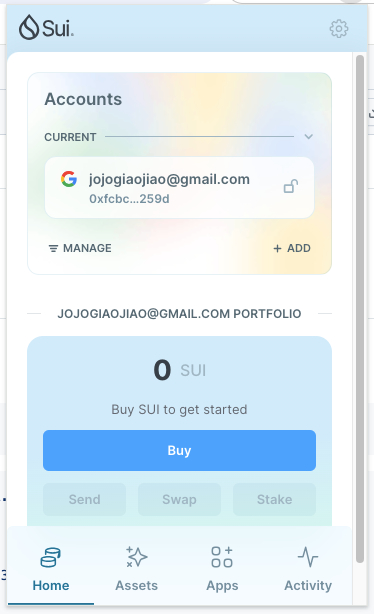 Sui.
Accounts
CURRENT
jojogiaojiao@gmail.com
0xfcbc...259d
MANAGE
+ ADD
JOJOGIAOJIAO@GMAIL.COM PORTFOLIO
0 SUI
Buy SUI to get started
Buy
Send Swap Stake
Home Assets Apps Activity